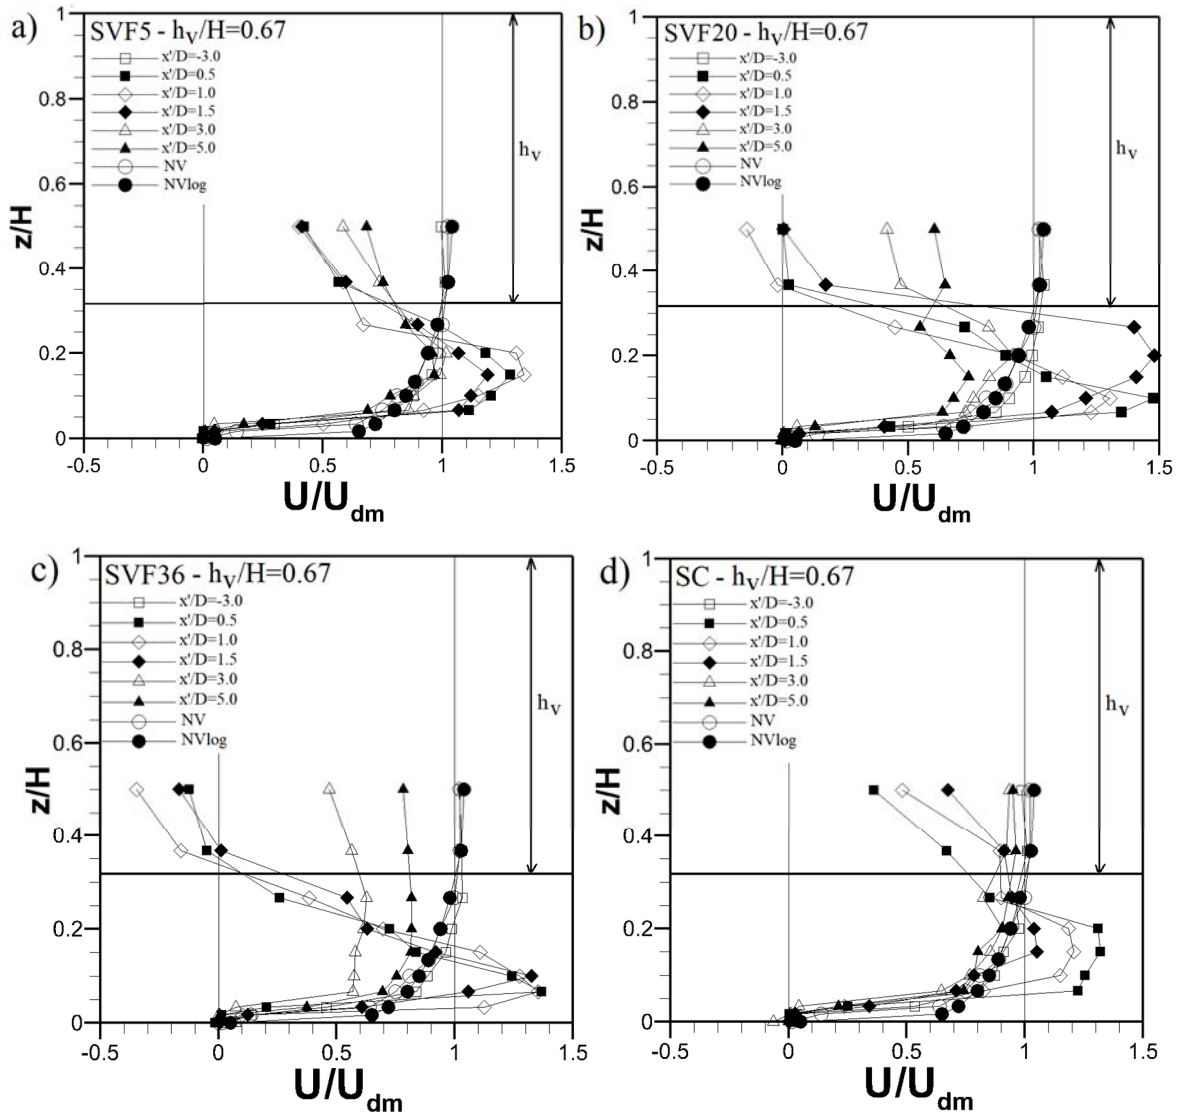 a)
SVF5 - hv/H=0.67
x'/D=-3.0
x'/D=0.5
x'/D=1.0
x'/D=1.5
x'/D=3.0
x'/D=5.0
NV
NVlog
hv
z/H
1
0.8
0.6
0.4
0.2
0
-0.5
0
0.5
1
1.5
U/Udm
b)
SVF20 - hv/H=0.67
x'/D=-3.0
x'/D=0.5
x'/D=1.0
x'/D=1.5
x'/D=3.0
x'/D=5.0
NV
NVlog
hv
z/H
1
0.8
0.6
0.4
0.2
0
-0.5
0
0.5
1
1.5
U/Udm
c)
SVF36 - hv/H=0.67
x'/D=-3.0
x'/D=0.5
x'/D=1.0
x'/D=1.5
x'/D=3.0
x'/D=5.0
NV
NVlog
hv
z/H
1
0.8
0.6
0.4
0.2
0
-0.5
0
0.5
1
1.5
U/Udm
d)
SC - hv/H=0.67
x'/D=-3.0
x'/D=0.5
x'/D=1.0
x'/D=1.5
x'/D=3.0
x'/D=5.0
NV
NVlog
hv
z/H
1
0.8
0.6
0.4
0.2
0
-0.5
0
0.5
1
1.5
U/Udm